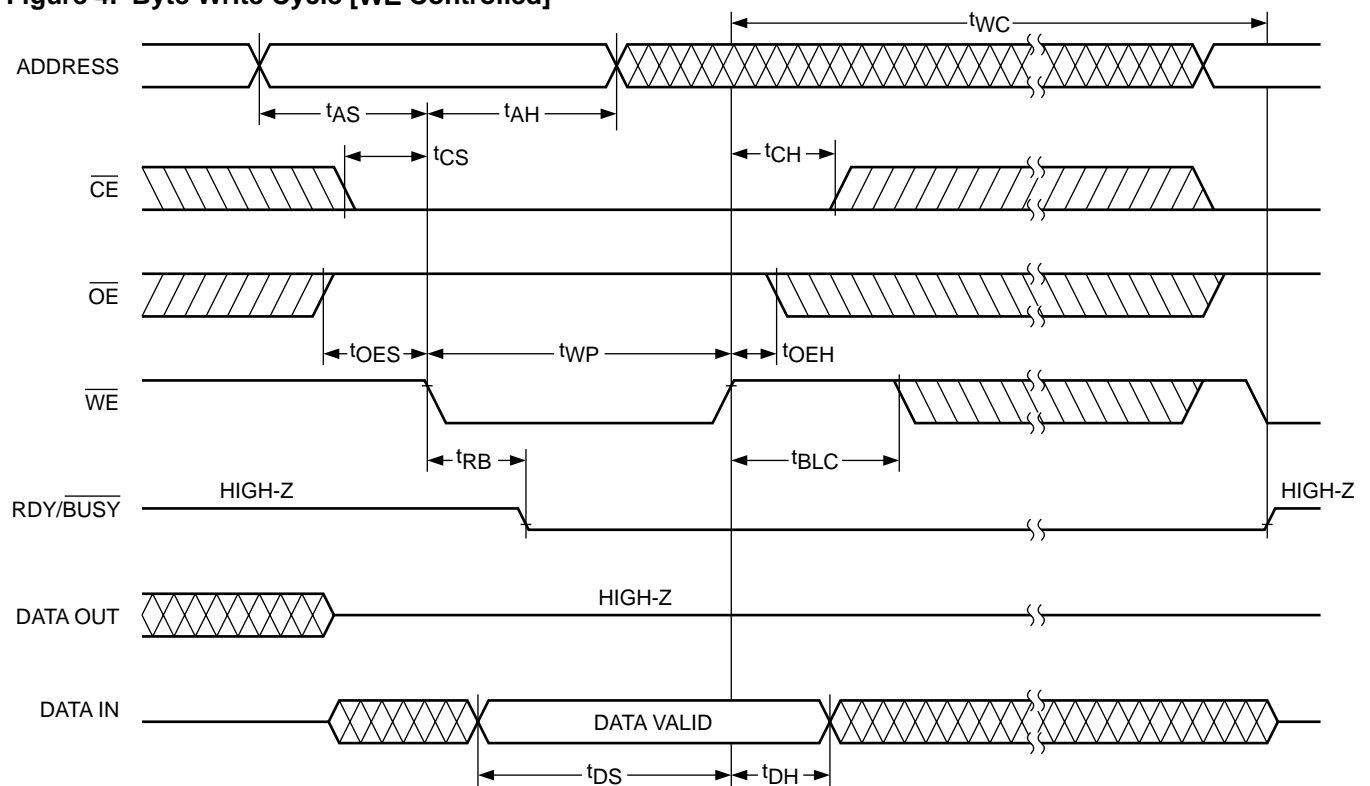 Figure 4. Byte Write Cycle [WE Controlled]
tWC
ADDRESS
tAS
tAH
tCS
tCH
CE
OE
tOES
tWP
tOEH
WE
tRB
tBLC
HIGH-Z
HIGH-Z
RDY/BUSY
HIGH-Z
DATA OUT
DATA IN
DATA VALID
tDS
tDH